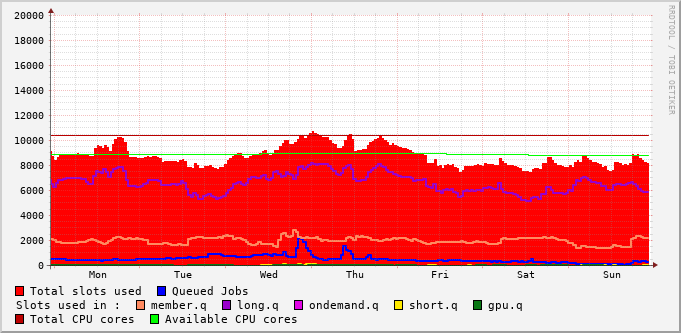 20000
18000
16000
14000
12000
10000
8000
6000
4000
2000
0
Mon Tue Wed Thu Fri Sat Sun
RRDTOOL / TOBI OETIKER
Total slots used Queued Jobs
Slots used in : member.q long.q ondemand.q short.q gpu.q
Total CPU cores Available CPU cores